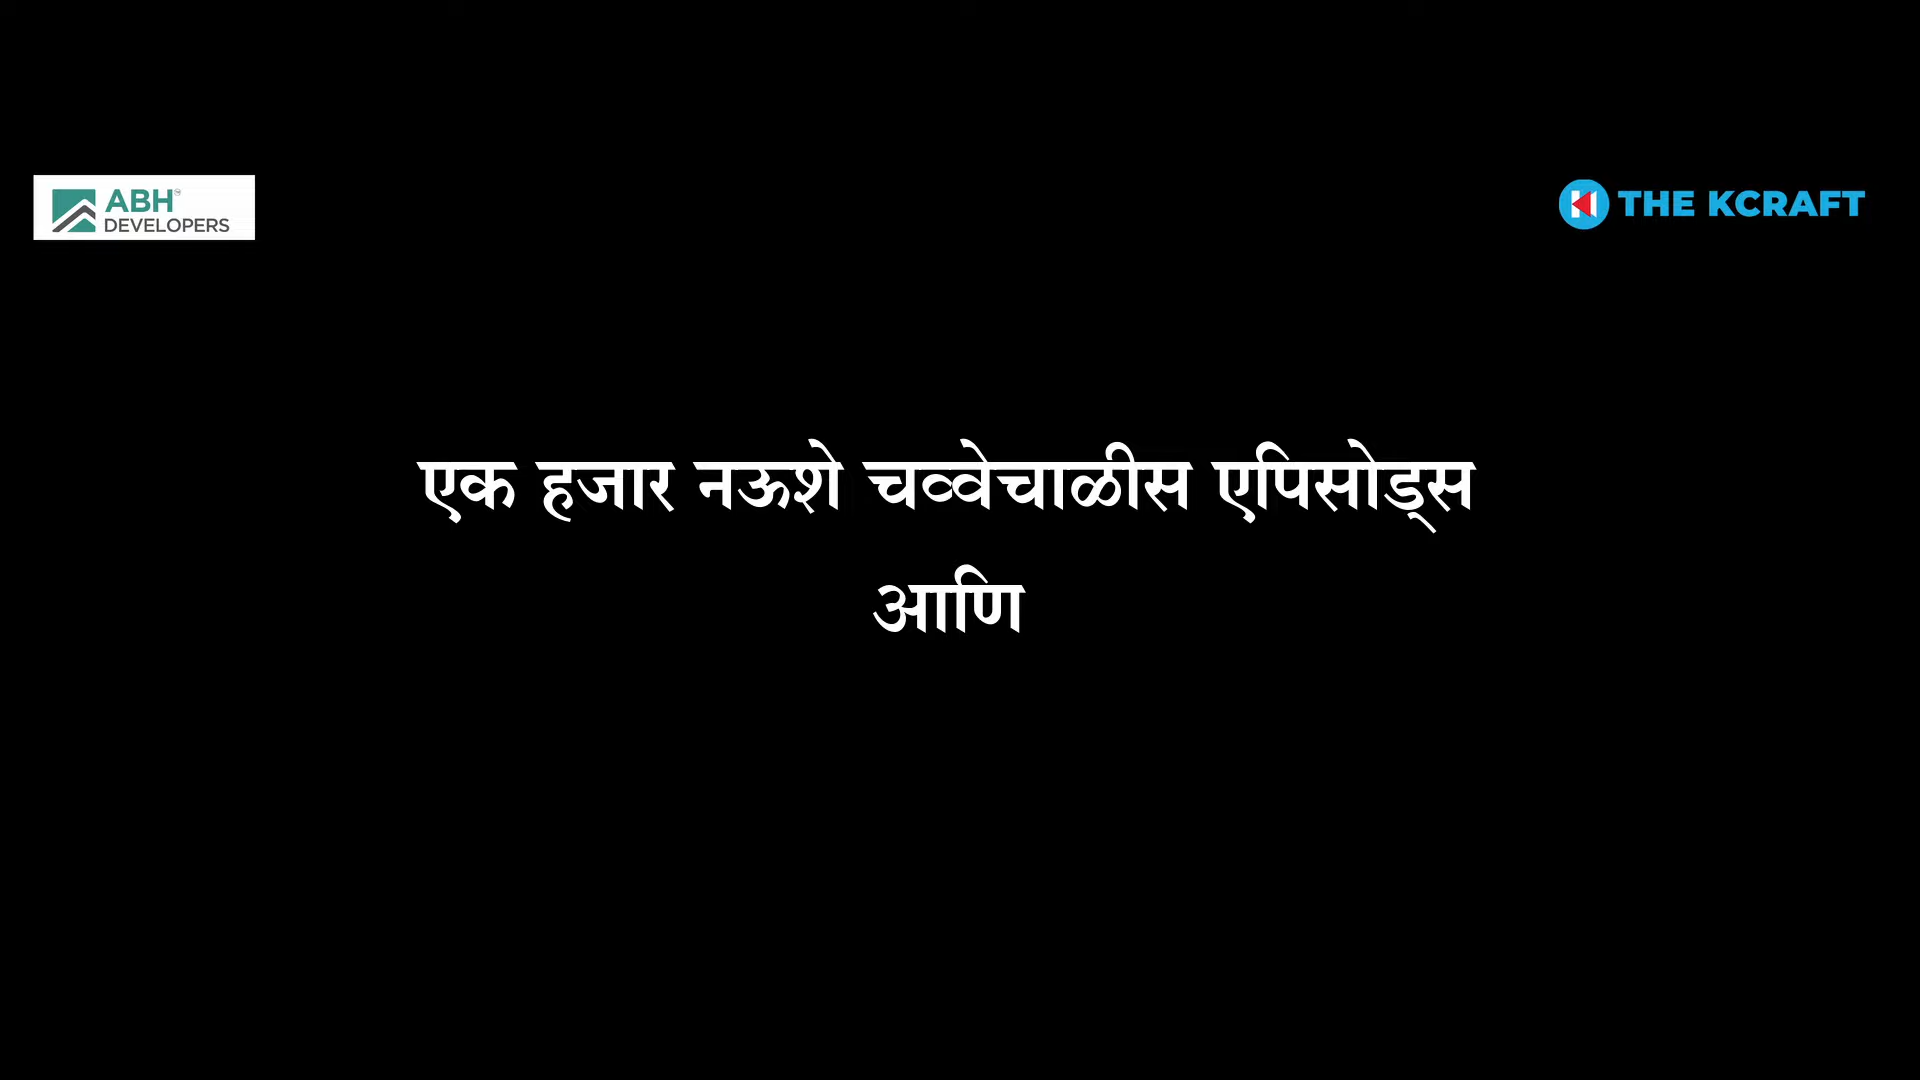 ABH
DEVELOPERS
THE KCRAFT
एक हजार नऊशे चव्वेचाळीस एपिसोड्स
आणि